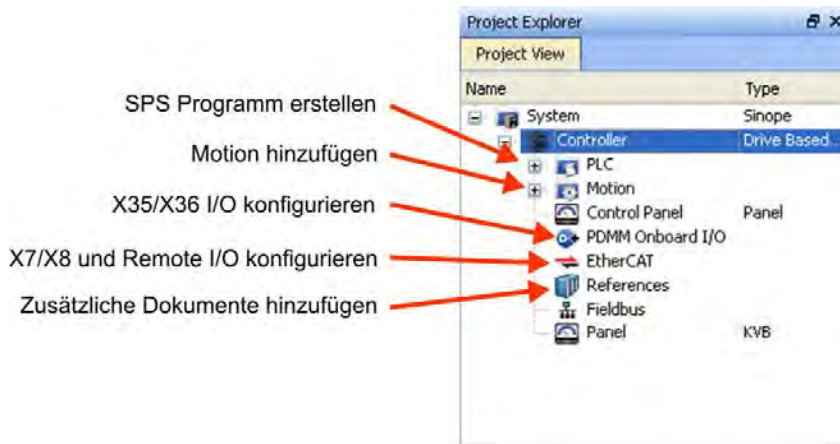 Project Explorer
Project View
Name Type
System Sinope
SPS Programm erstellen
Controller Drive Based...
Motion hinzufügen
PLC
Motion
X35/X36 I/O konfigurieren
Control Panel Panel
PDMM Onboard I/O
X7/X8 und Remote I/O konfigurieren
EtherCAT
Zusätzliche Dokumente hinzufügen
References
Fieldbus
Panel KVB